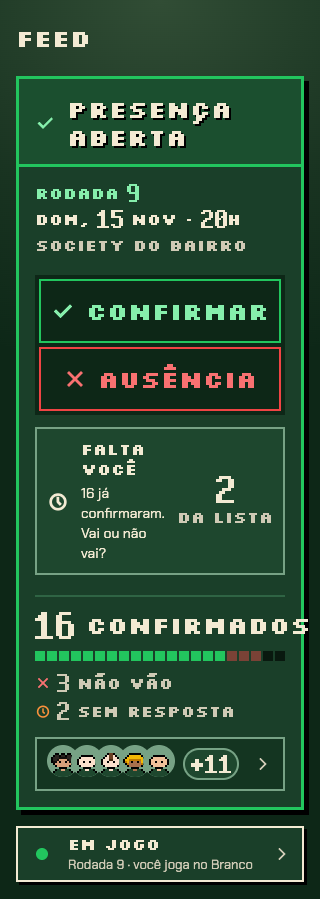 FEED
PRESENÇA
ABERTA
RODADA 9
DOM, 15 NOV · 20H
SOCIETY DO BAIRRO
CONFIRMAR
AUSÊNCIA
FALTA
VOCÊ
16 já
confirmaram.
Vai ou não
vai?
2
DA LISTA
16 CONFIRMADOS
3 NÃO VÃO
2 SEM RESPOSTA
+11
EM JOGO
Rodada 9 · você joga no Branco